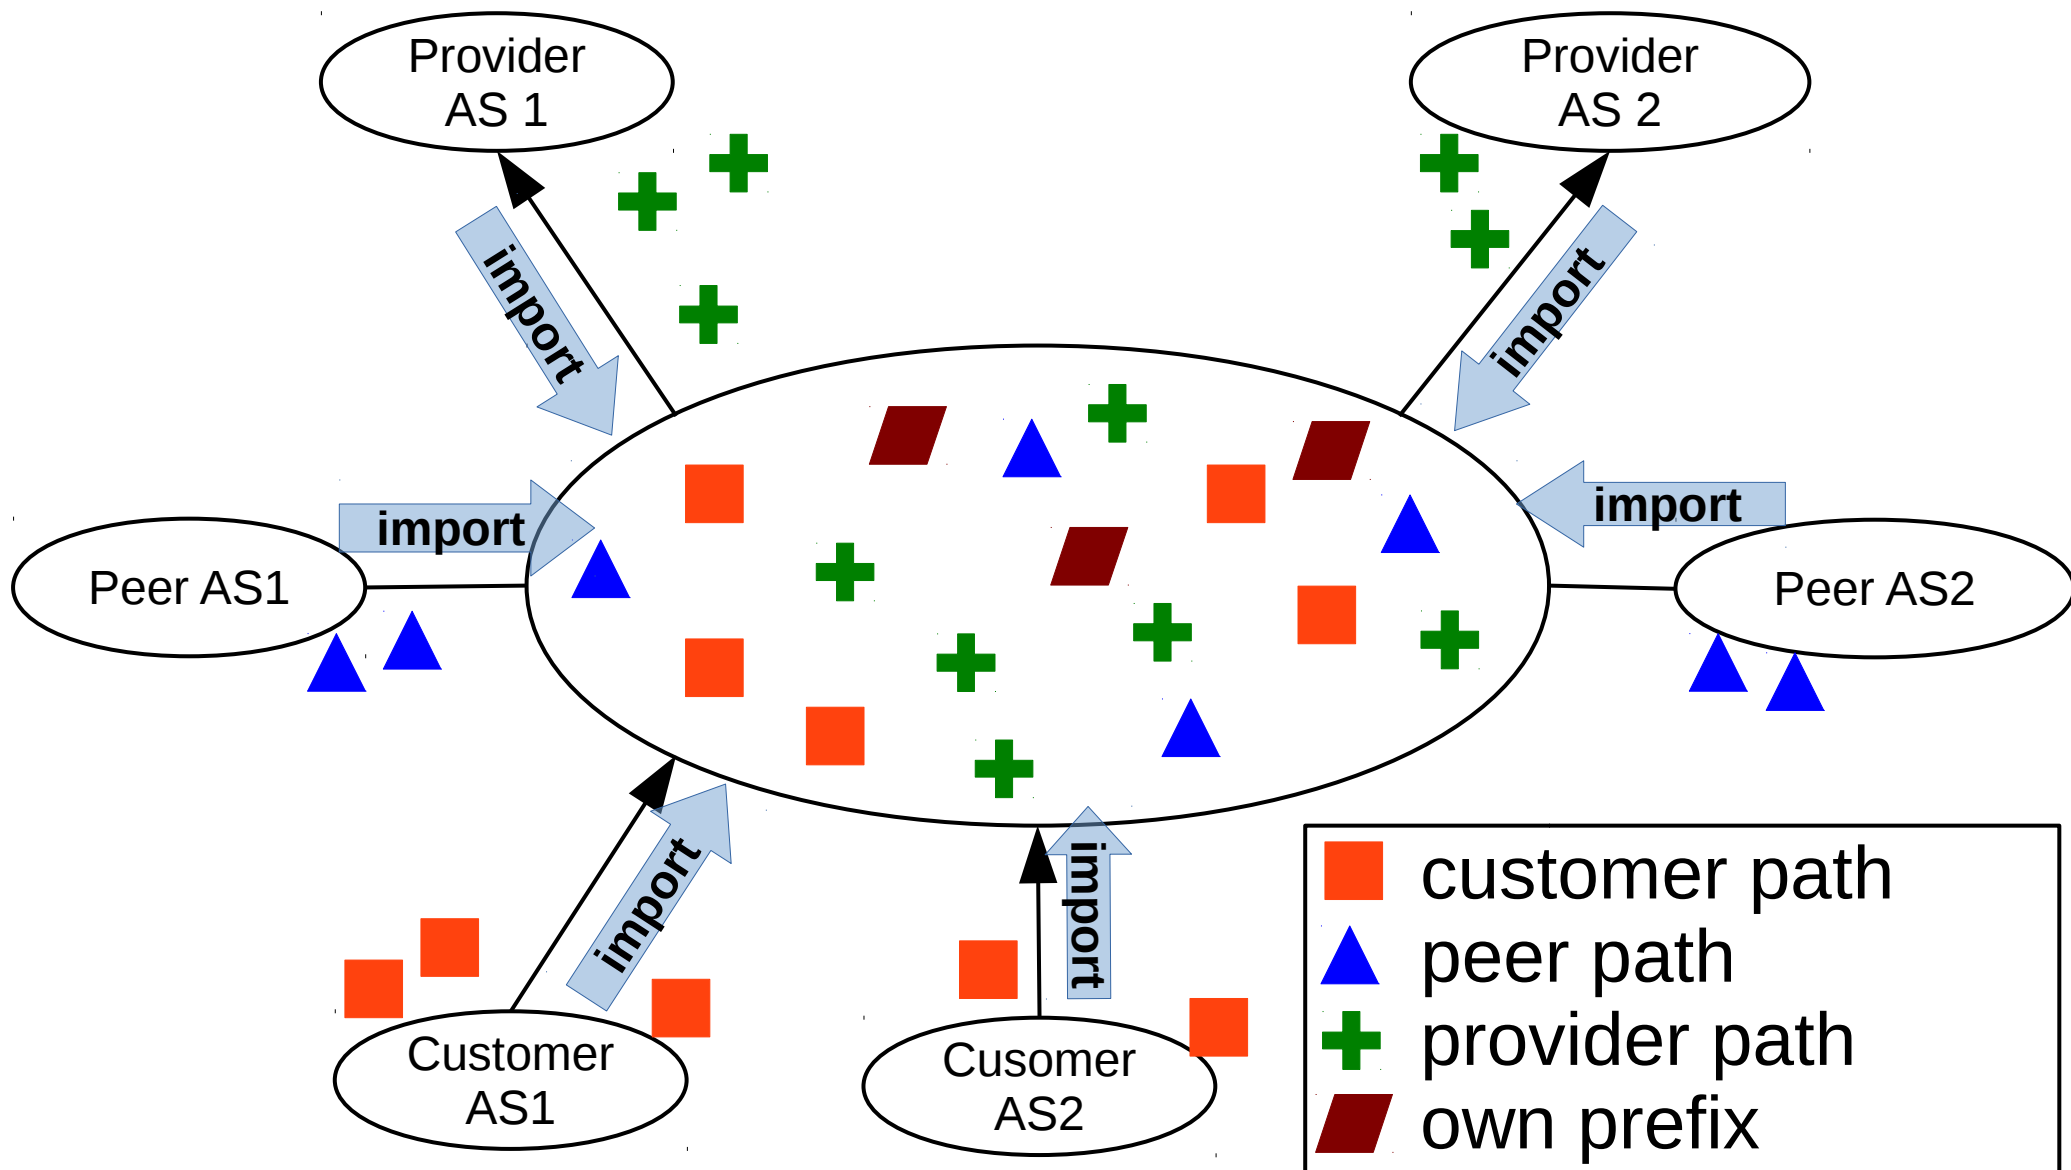 Provider
AS 1
Provider
AS 2
import
import
import
import
Peer AS1
Peer AS2
import
import
Customer
AS1
Cusomer
AS2
customer path
peer path
provider path
own prefix